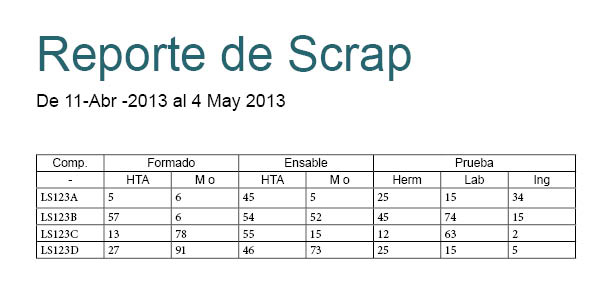 Reporte de Scrap
De 11-Abr -2013 al 4 May 2013
Comp. Formado Ensable Prueba
- HTA M o HTA M o Herm Lab Ing
LS123A 5 6 45 5 25 15 34
LS123B 57 6 54 52 45 74 15
LS123C 13 78 55 15 12 63 2
LS123D 27 91 46 73 25 15 5